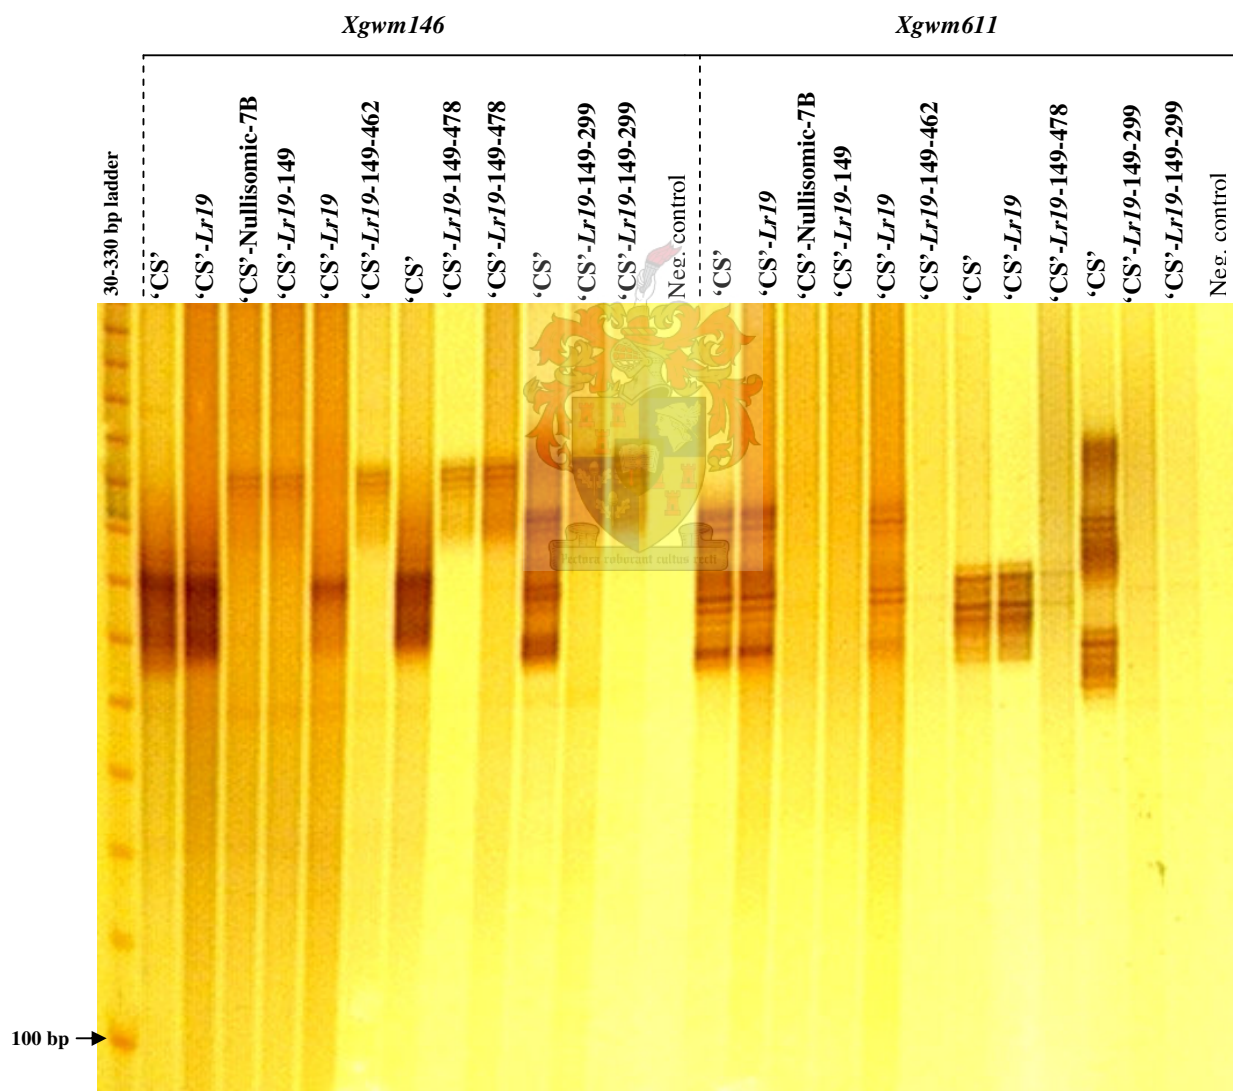 Xgwm146
Xgwm611
30-330 bp ladder
‘CS’
‘CS’-Lr19
‘CS’-Nullisomic-7B
‘CS’-Lr19-149
‘CS’-Lr19
‘CS’-Lr19-149-462
‘CS’
‘CS’-Lr19-149-478
‘CS’-Lr19-149-478
‘CS’
‘CS’-Lr19-149-299
‘CS’-Lr19-149-299
Neg. control
‘CS’
‘CS’-Lr19
‘CS’-Nullisomic-7B
‘CS’-Lr19-149
‘CS’-Lr19
‘CS’-Lr19-149-462
‘CS’
‘CS’-Lr19
‘CS’-Lr19-149-478
‘CS’
‘CS’-Lr19-149-299
‘CS’-Lr19-149-299
Neg. control
Pectora roborant cultus recti
100 bp